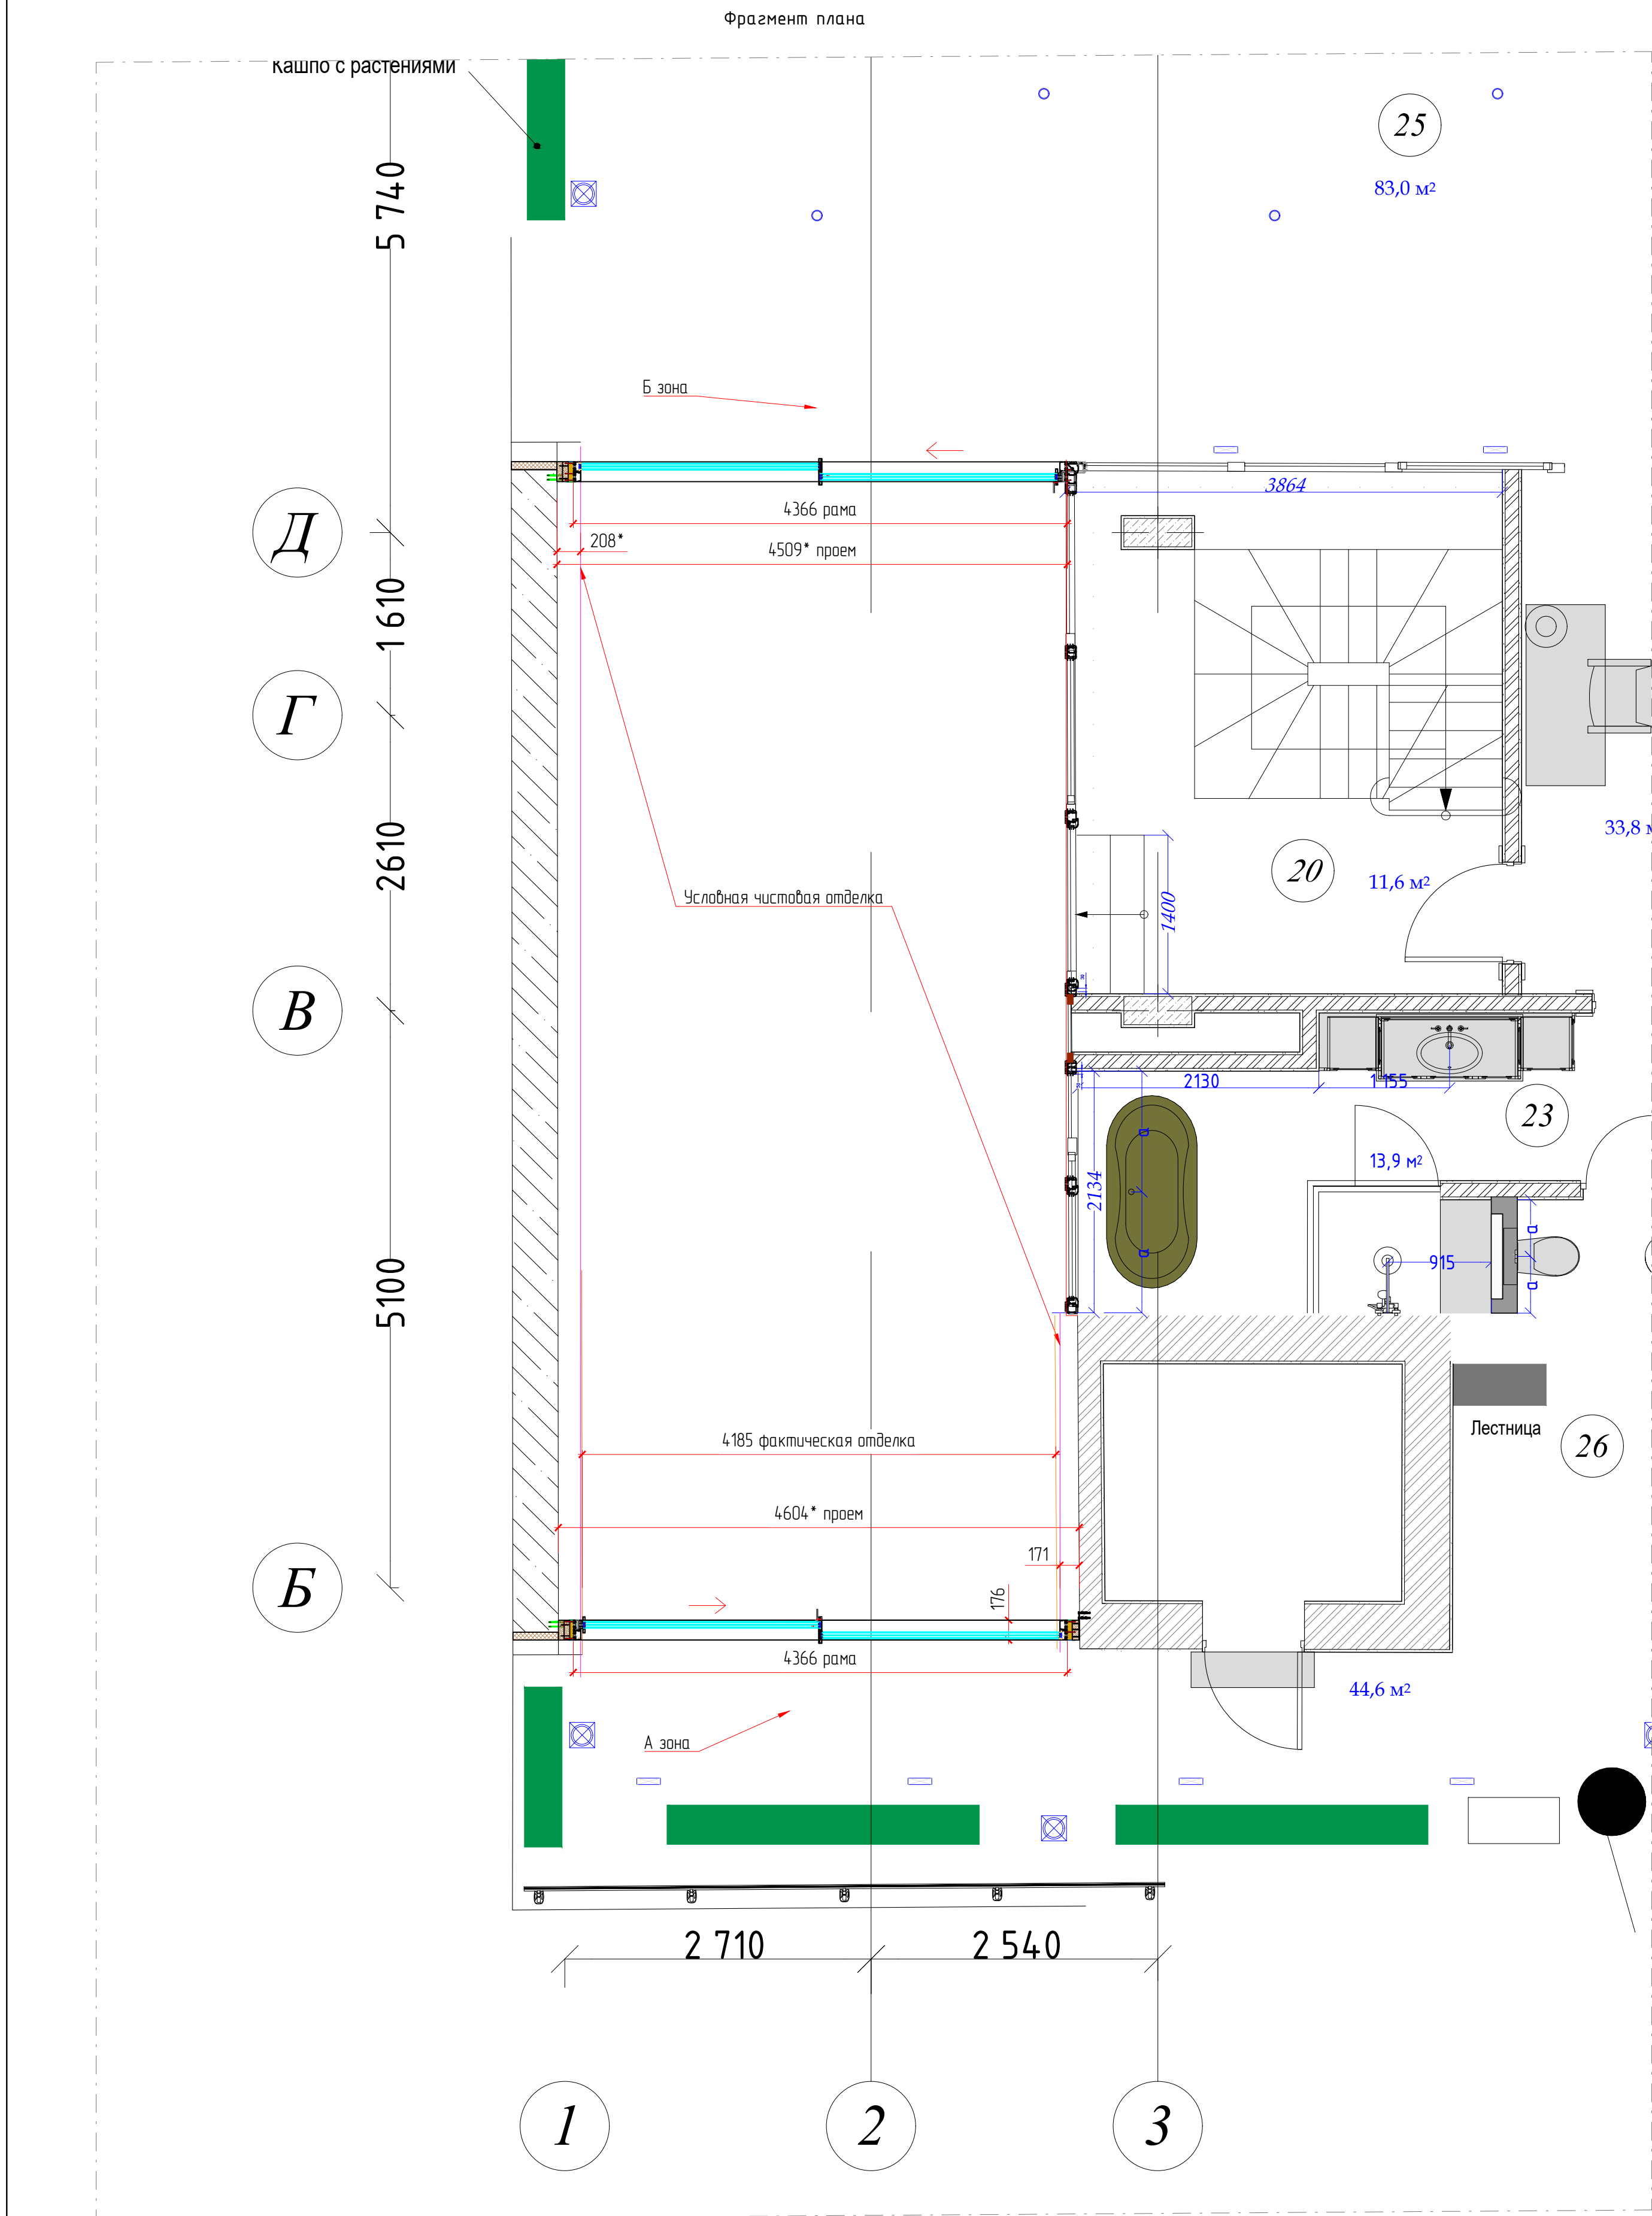 Фрагмент плана
Кашпо с растениями
25
83,0 м²
5 740
Б зона
3864
4366 рама
208*
4509* проем
Д
1 610
Г
33,8 м
2610
20
11,6 м²
Условная чистовая отделка
1400
В
2130
1 155
23
13,9 м²
a
2134
a
915
a
a
5100
Лестница
26
4185 фактическая отделка
4604* проем
171
176
Б
4366 рама
44,6 м²
А зона
2 710
2 540
1
2
3